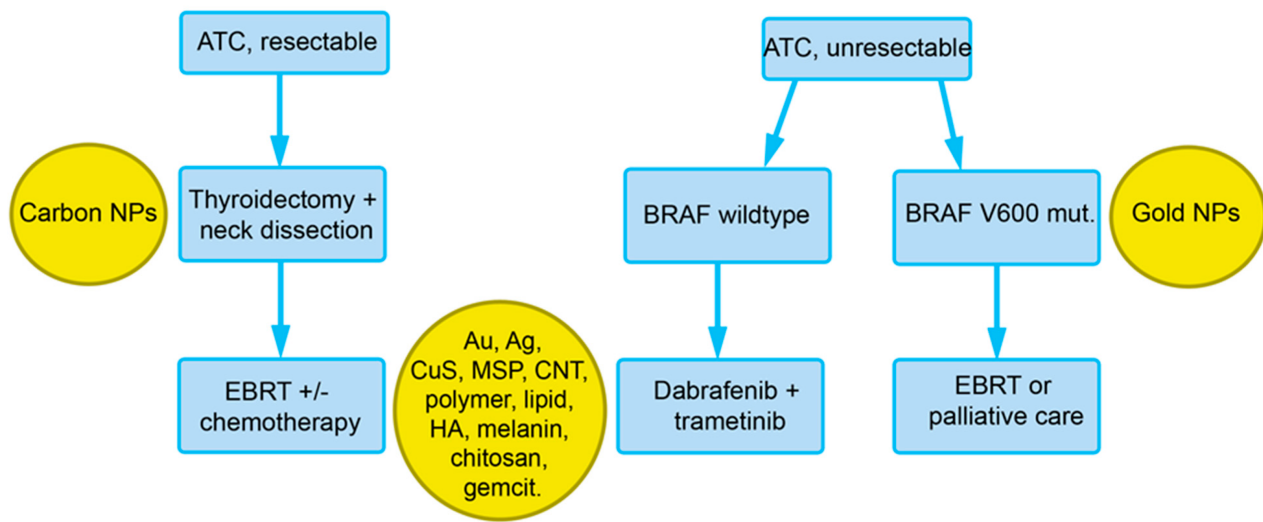 ATC, resectable
ATC, unresectable
Carbon NPs
Thyroidectomy +
neck dissection
BRAF wildtype
BRAF V600 mut.
Gold NPs
EBRT +/-
chemotherapy
Au, Ag,
CuS, MSP, CNT,
polymer, lipid,
HA, melanin,
chitosan,
gemcit.
Dabrafenib +
trametinib
EBRT or
palliative care